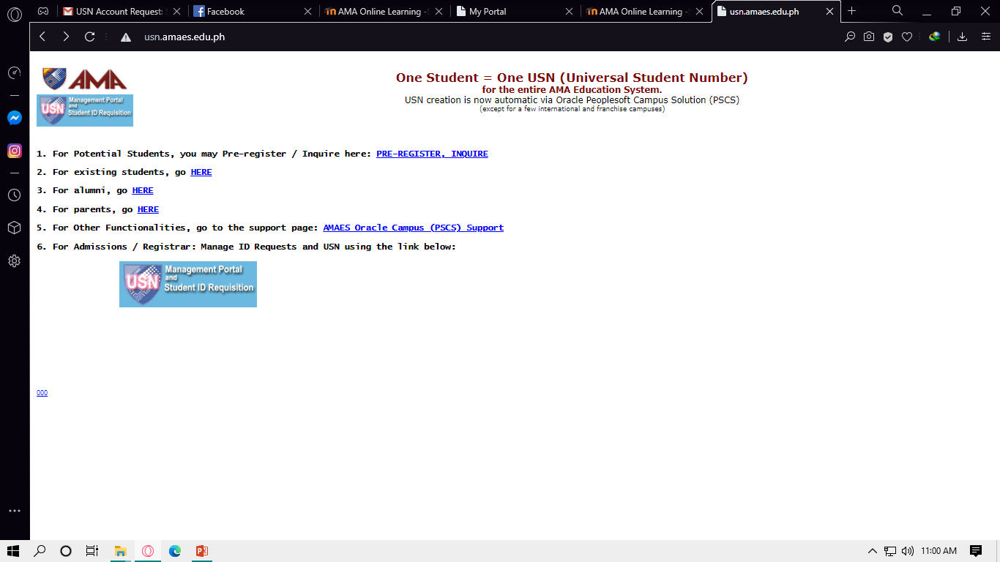 USN Account Request: S
Facebook
AMA Online Learning - S
My Portal
AMA Online Learning - S
usn.amaes.edu.ph
usn.amaes.edu.ph
AMA
USN Management Portal
and
Student ID Requisition
One Student = One USN (Universal Student Number)
for the entire AMA Education System.
USN creation is now automatic via Oracle Peoplesoft Campus Solution (PSCS)
(except for a few international and franchise campuses)
1. For Potential Students, you may Pre-register / Inquire here: PRE-REGISTER, INQUIRE
2. For existing students, go HERE
3. For alumni, go HERE
4. For parents, go HERE
5. For Other Functionalities, go to the support page: AMAES Oracle Campus (PSCS) Support
6. For Admissions / Registrar: Manage ID Requests and USN using the link below:
USN Management Portal
and
Student ID Requisition
000
11:00 AM